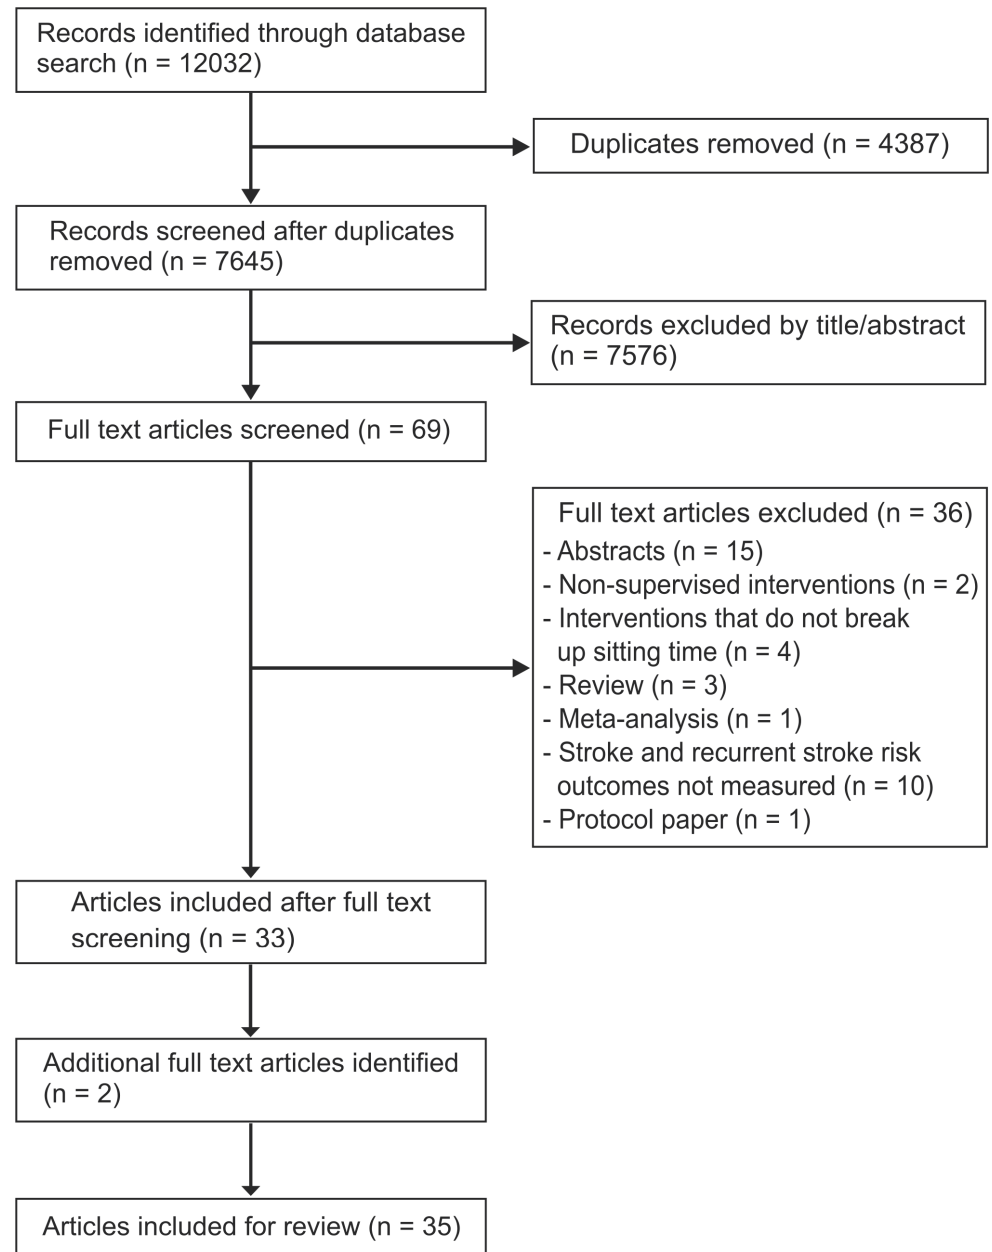 Records identified through database
search (n = 12032)
Duplicates removed (n = 4387)
Records screened after duplicates
removed (n = 7645)
Records excluded by title/abstract
(n = 7576)
Full text articles screened (n = 69)
Full text articles excluded (n = 36)
- Abstracts (n = 15)
- Non-supervised interventions (n = 2)
- Interventions that do not break
up sitting time (n = 4)
- Review (n = 3)
- Meta-analysis (n = 1)
- Stroke and recurrent stroke risk
outcomes not measured (n = 10)
- Protocol paper (n = 1)
Articles included after full text
screening (n = 33)
Additional full text articles identified
(n = 2)
Articles included for review (n = 35)